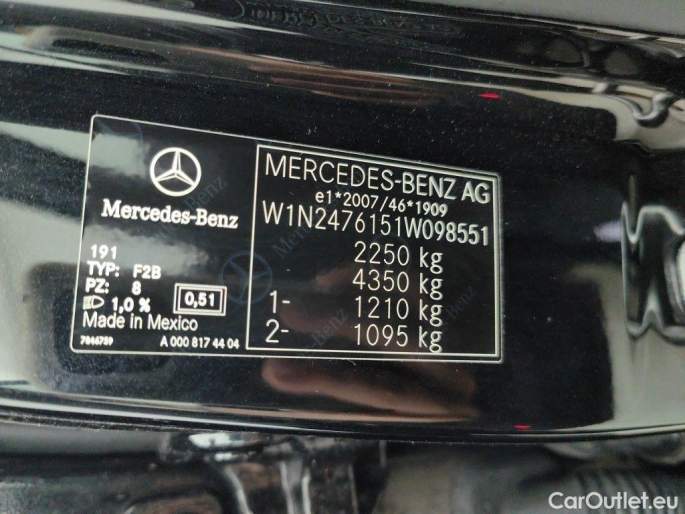 Mercedes-Benz
191
TYP: F2B
PZ: 8
1,0 % 0,51
Made in Mexico
7846759 A 000 817 44 04
MERCEDES-BENZ AG
e1*2007/46*1909
W1N2476151W098551
2250 kg
4350 kg
1- 1210 kg
2- 1095 kg
CarOutlet.eu